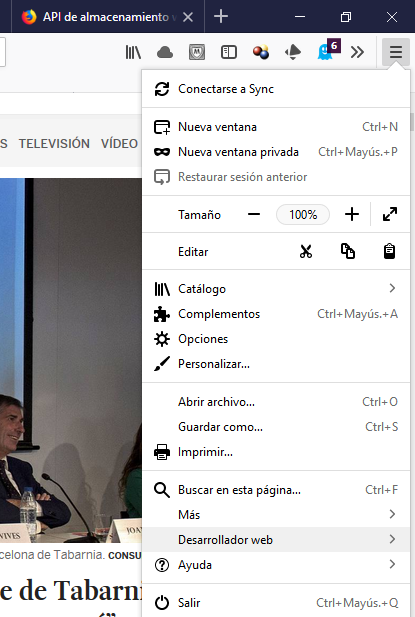 API de almacenamiento w
6
Conectarse a Sync
Nueva ventana Ctrl+N
Nueva ventana privada Ctrl+Mayús.+P
Restaurar sesión anterior
S TELEVISIÓN VÍDEO
Tamaño 100%
Editar
Catálogo
Complementos Ctrl+Mayús.+A
Opciones
Personalizar...
Abrir archivo... Ctrl+O
Guardar como... Ctrl+S
Imprimir...
Buscar en esta página... Ctrl+F
Más
Desarrollador web
Ayuda
Salir Ctrl+Mayús.+Q
VIVES
JOA
celona de Tabarnia. CONSU
e de Tabarni